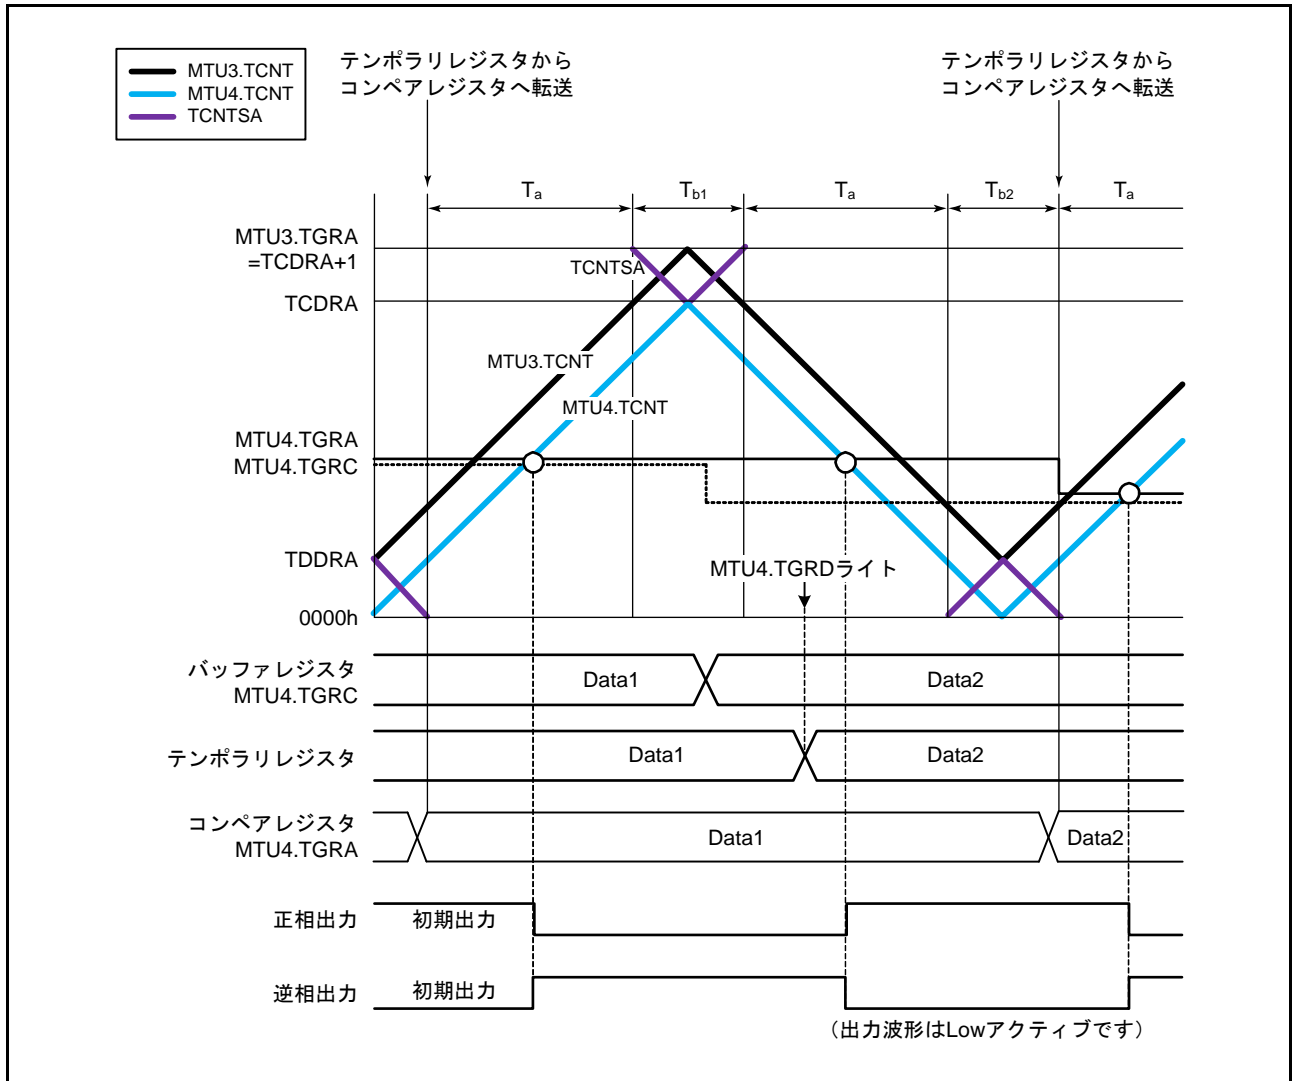 MTU3.TCNT
MTU4.TCNT
TCNTSA
テンポラリレジスタから
コンペアレジスタへ転送
テンポラリレジスタから
コンペアレジスタへ転送
Ta
Tb1
Ta
Tb2
Ta
MTU3.TGRA
=TCDRA+1
TCNTSA
TCDRA
MTU3.TCNT
MTU4.TCNT
MTU4.TGRA
MTU4.TGRC
TDDRA
MTU4.TGRDライト
0000h
バッファレジスタ
MTU4.TGRC
Data1
Data2
テンポラリレジスタ
Data1
Data2
コンペアレジスタ
MTU4.TGRA
Data1
Data2
正相出力
初期出力
逆相出力
初期出力
（出力波形はLowアクティブです）